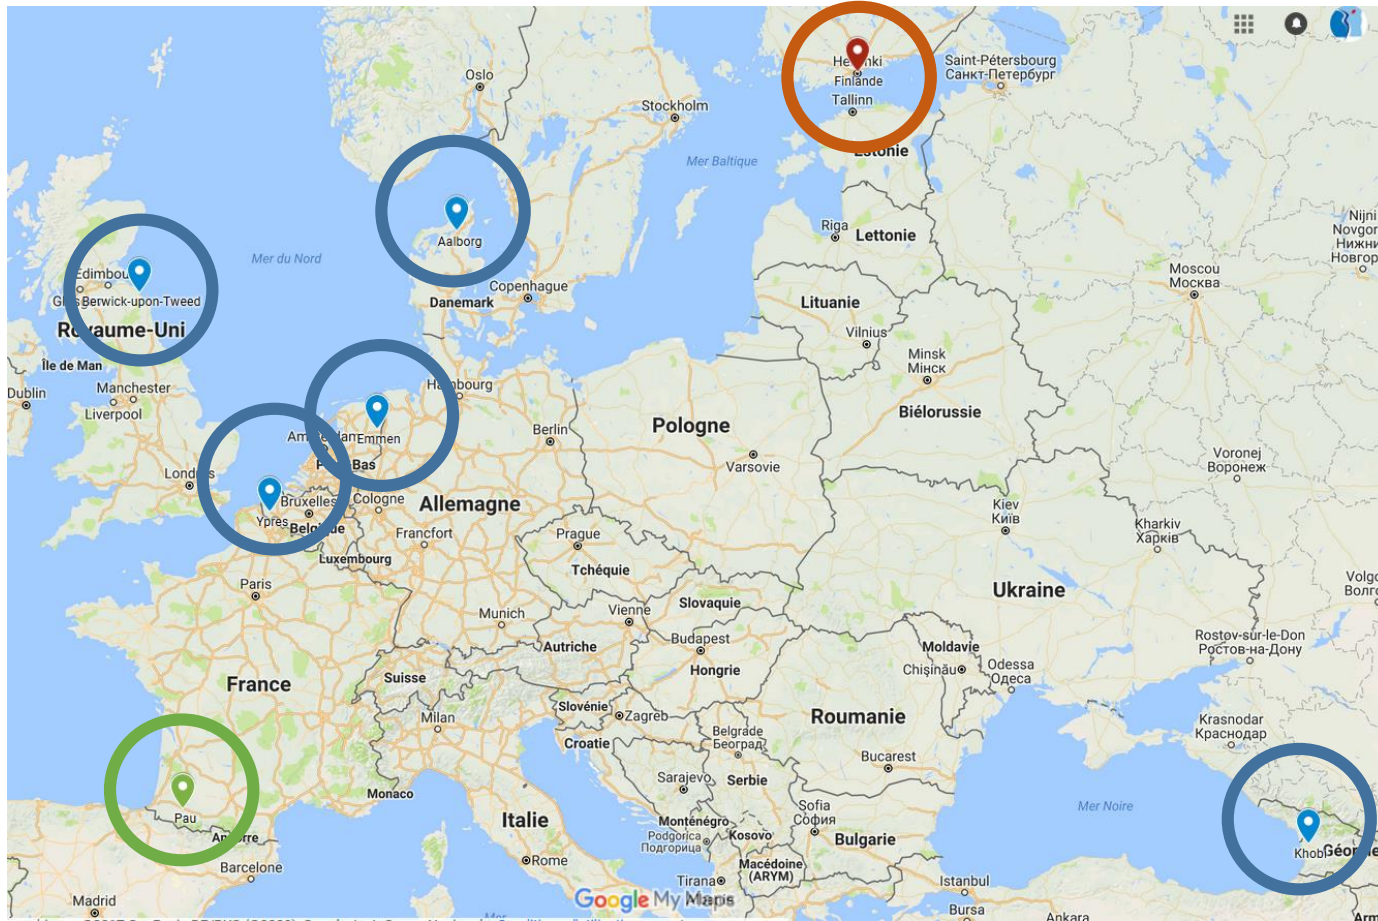 Oslo
Stockholm
Helsinki
Finlande
Tallinn
Estonie
Saint-Pétersbourg
Санкт-Петербург
Mer Baltique
Aalborg
Riga
Lettonie
Nijni
Novgor
Нижни
Новгор
Mer du Nord
Edimbou
Berwick-upon-Tweed
Royaume-Uni
Île de Man
Copenhague
Danemark
Lituanie
Vilnius
Moscou
Москва
Minsk
Минск
Dublin
Manchester
Liverpool
Hambourg
Biélorussie
Berlin
Pologne
Varsovie
Emmen
Bas
Voronej
Воронеж
Londres
Ypres
Bruxelles
Belgique
Cologne
Allemagne
Francfort
Luxembourg
Kiev
Київ
Kharkiv
Харків
Prague
Tchéquie
Paris
Ukraine
Volgo
Волго
Munich
Vienne
Slovaquie
Autriche
Budapest
Hongrie
Moldavie
Chișinău
Odessa
Одеса
Rostov-sur-le-Don
Ростов-на-Дону
France
Suisse
Milan
Slovénie
Zagreb
Croatie
Roumanie
Belgrade
Београд
Bucarest
Krasnodar
Краснодар
Pau
Andorre
Monaco
Italie
Sarajevo
Serbie
Sofia
София
Monténégro
Podgorica
Подгорица
Kosovo
Bulgarie
Mer Noire
Khobi
Géorgie
Barcelone
Rome
Macédoine
(ARYM)
Tirana
Istanbul
Madrid
Google My Maps
Bursa
Ankara
Arm